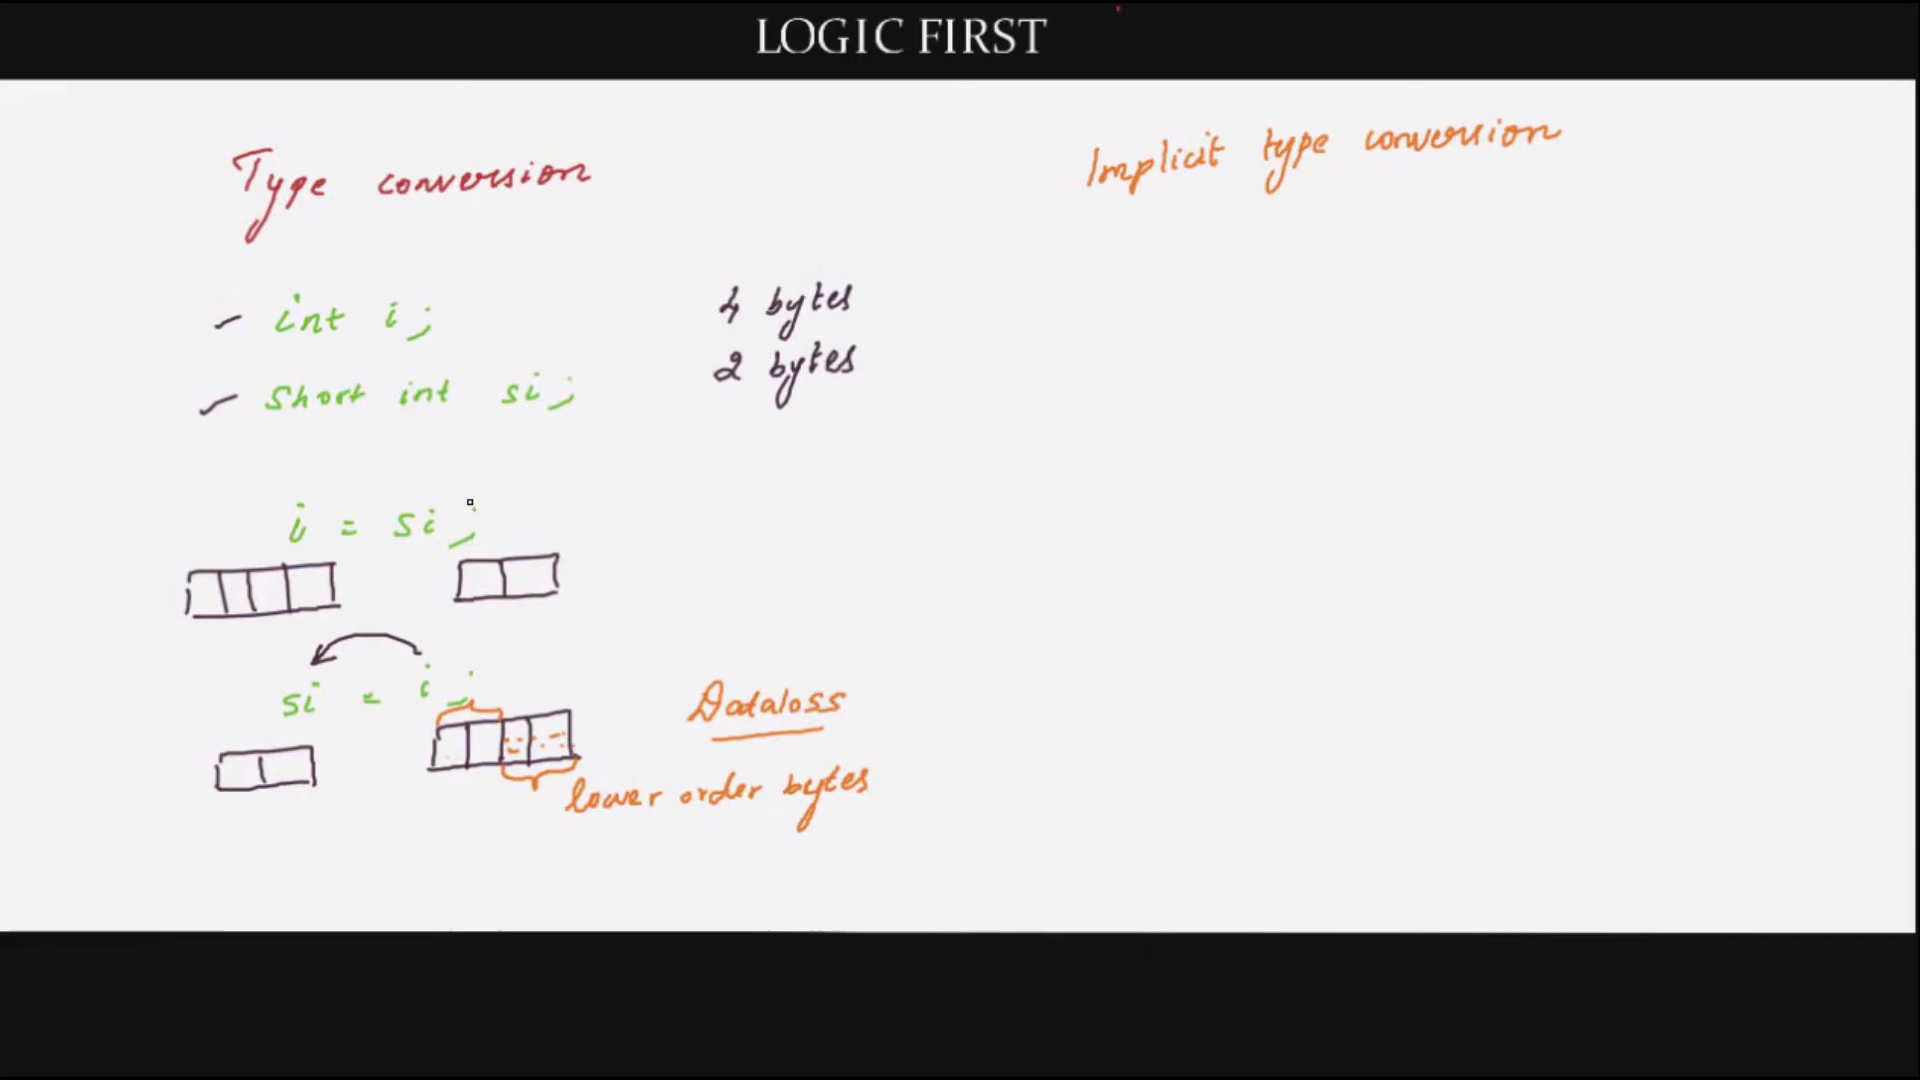 LOGIC FIRST
Type conversion
Implicit type conversion
int i;
4 bytes
short int si;
2 bytes
i = si;
si = i;
Dataloss
lower order bytes